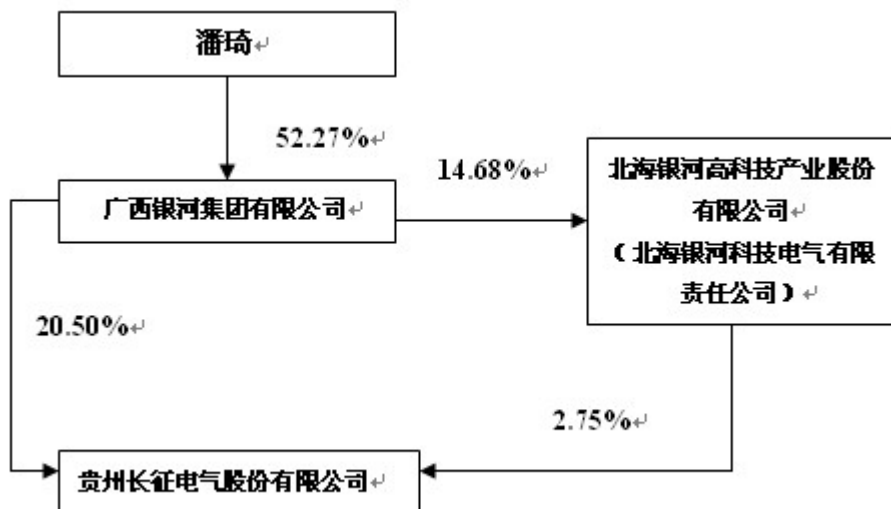 潘琦↵
52.27%↵
14.68%↵
北海银河高科技产业股份
有限公司↵
（北海银河科技电气有限
责任公司）↵
广西银河集团有限公司↵
20.50%↵
2.75%↵
贵州长征电气股份有限公司↵